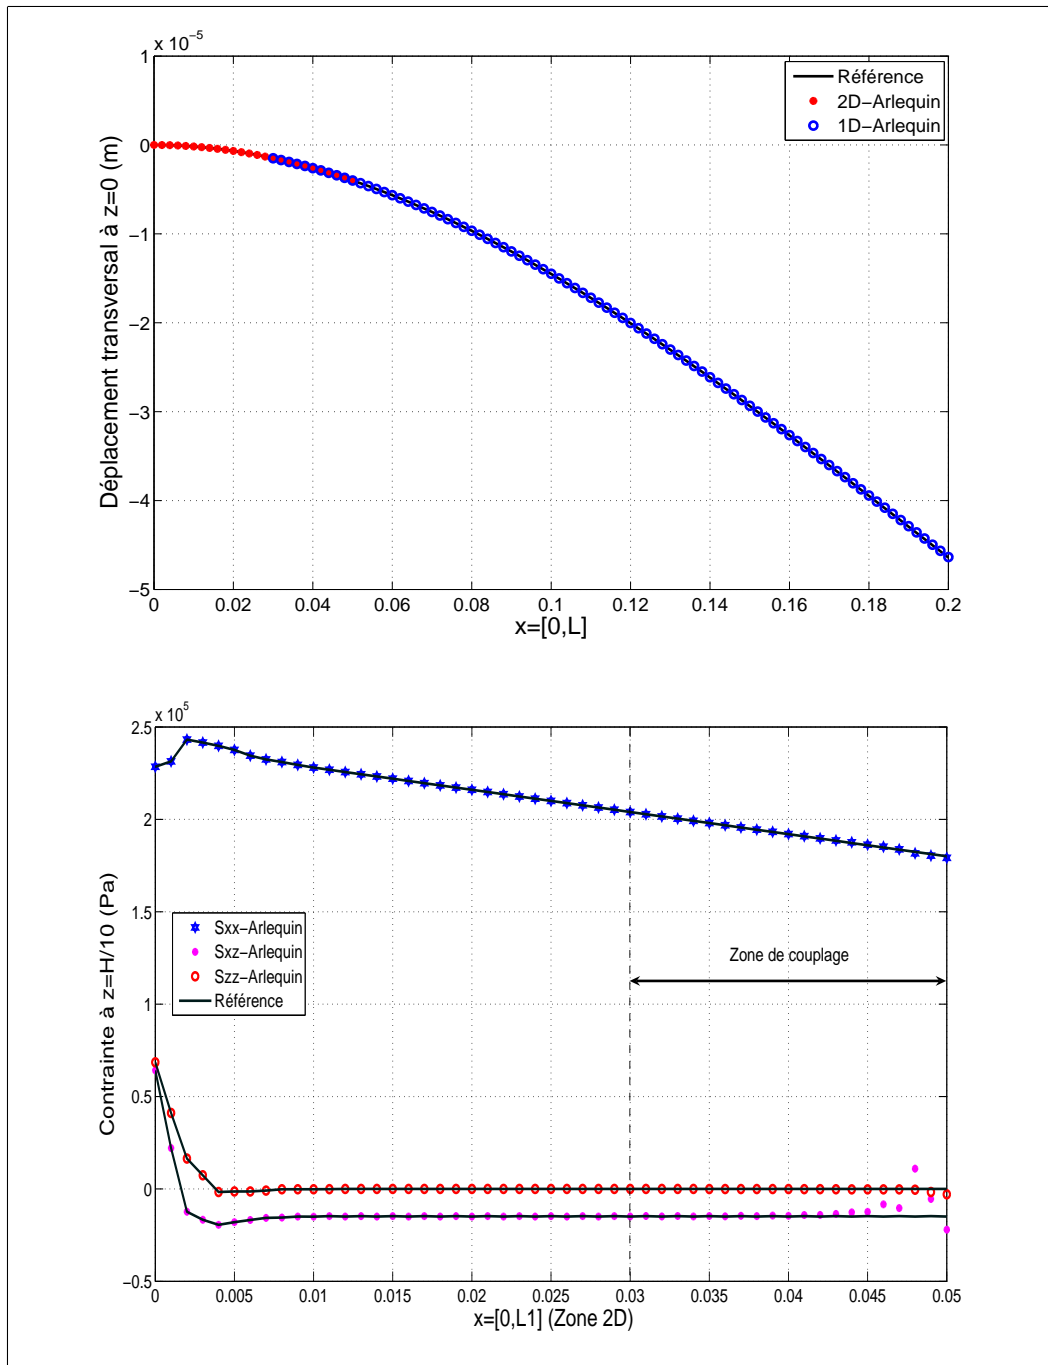 x 10−5
1
0
−1
−2
−3
−4
−5
Déplacement transversal à z=0 (m)
Référence
2D−Arlequin
1D−Arlequin
0 0.02 0.04 0.06 0.08 0.1 0.12 0.14 0.16 0.18 0.2
x=[0,L]
x 105
2.5
2
1.5
1
0.5
0
−0.5
Contrainte à z=H/10 (Pa)
Sxx−Arlequin
Sxz−Arlequin
Szz−Arlequin
Référence
Zone de couplage
0 0.005 0.01 0.015 0.02 0.025 0.03 0.035 0.04 0.045 0.05
x=[0,L1] (Zone 2D)